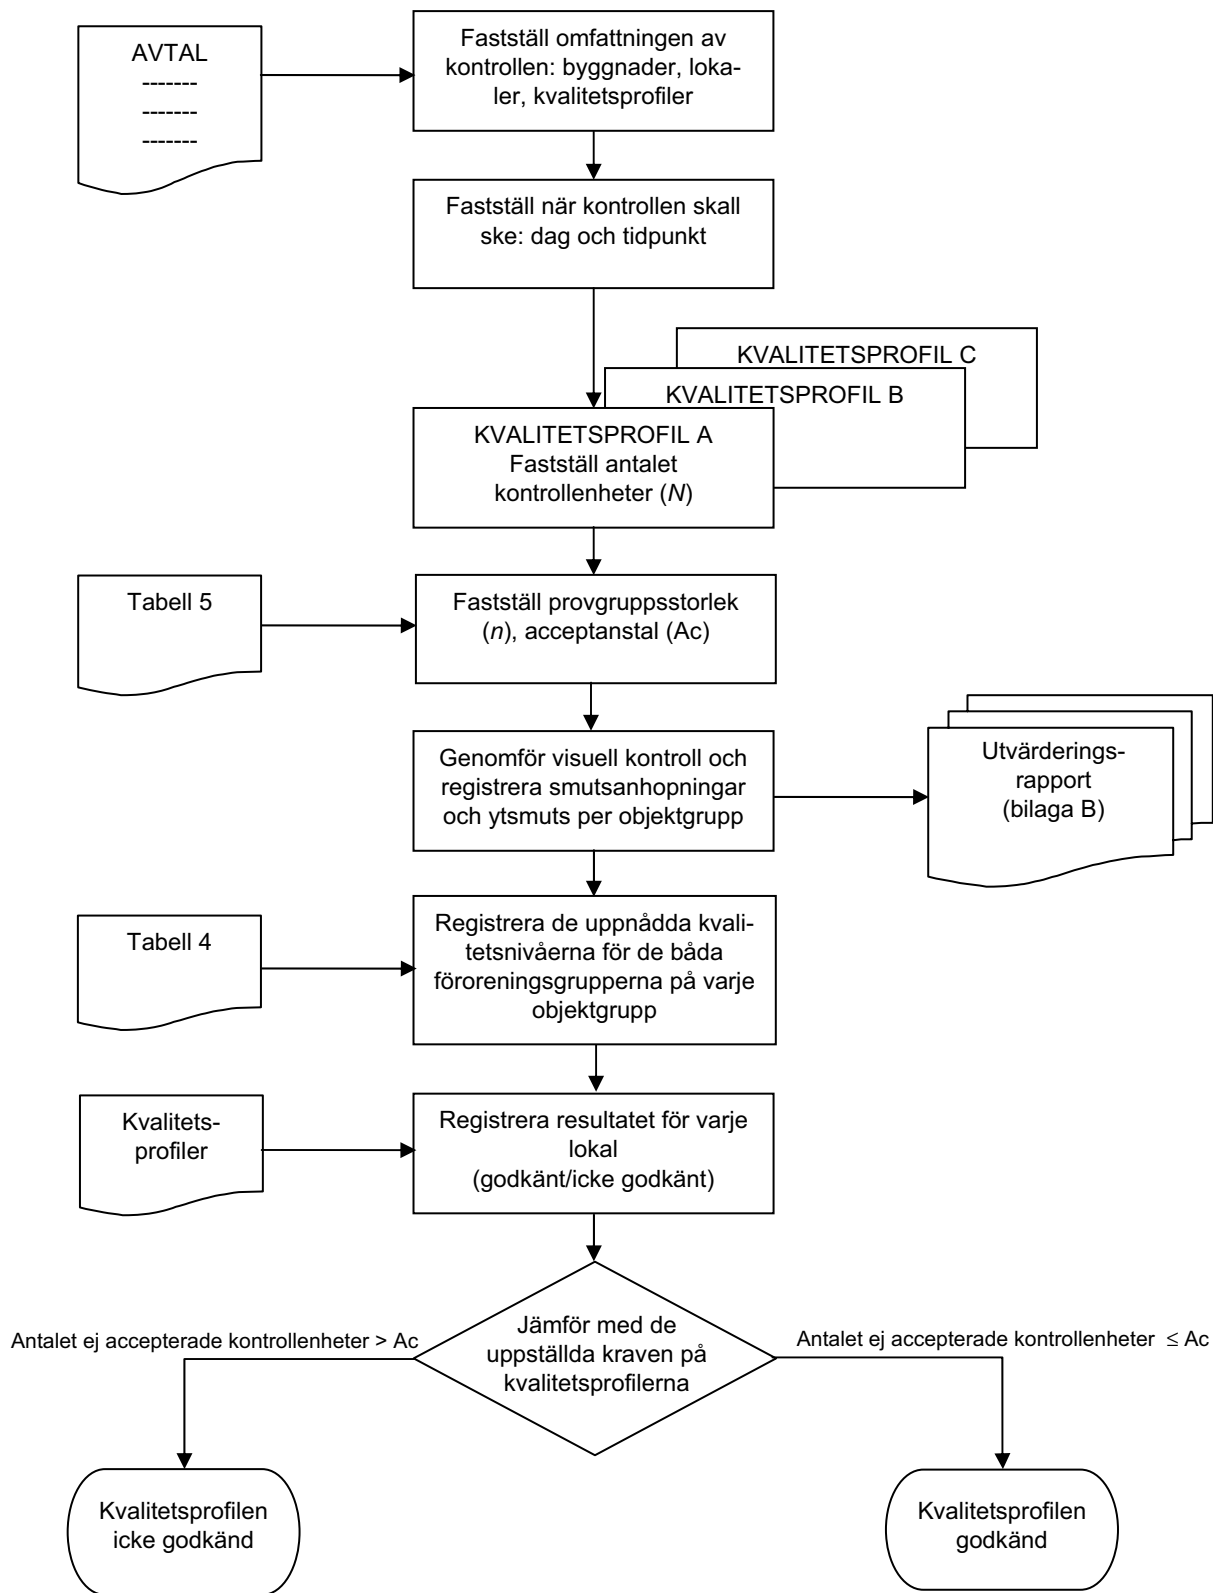 AVTAL
-------
-------
-------
Fastställ omfattningen av
kontrollen: byggnader, loka-
ler, kvalitetsprofiler
Fastställ när kontrollen skall
ske: dag och tidpunkt
KVALITETSPROFIL C
KVALITETSPROFIL B
KVALITETSPROFIL A
Fastställ antalet
kontrollenheter (N)
Tabell 5
Fastställ provgruppsstorlek
(n), acceptanstal (Ac)
Genomför visuell kontroll och
registrera smutsanhopningar
och ytsmuts per objektgrupp
Utvärderings-
rapport
(bilaga B)
Tabell 4
Registrera de uppnådda kvali-
tetsnivåerna för de båda
föroreningsgrupperna på varje
objektgrupp
Kvalitets-
profiler
Registrera resultatet för varje
lokal
(godkänt/icke godkänt)
Jämför med de
uppställda kraven på
kvalitetsprofilerna
Antalet ej accepterade kontrollenheter > Ac
Antalet ej accepterade kontrollenheter ≤ Ac
Kvalitetsprofilen
icke godkänd
Kvalitetsprofilen
godkänd